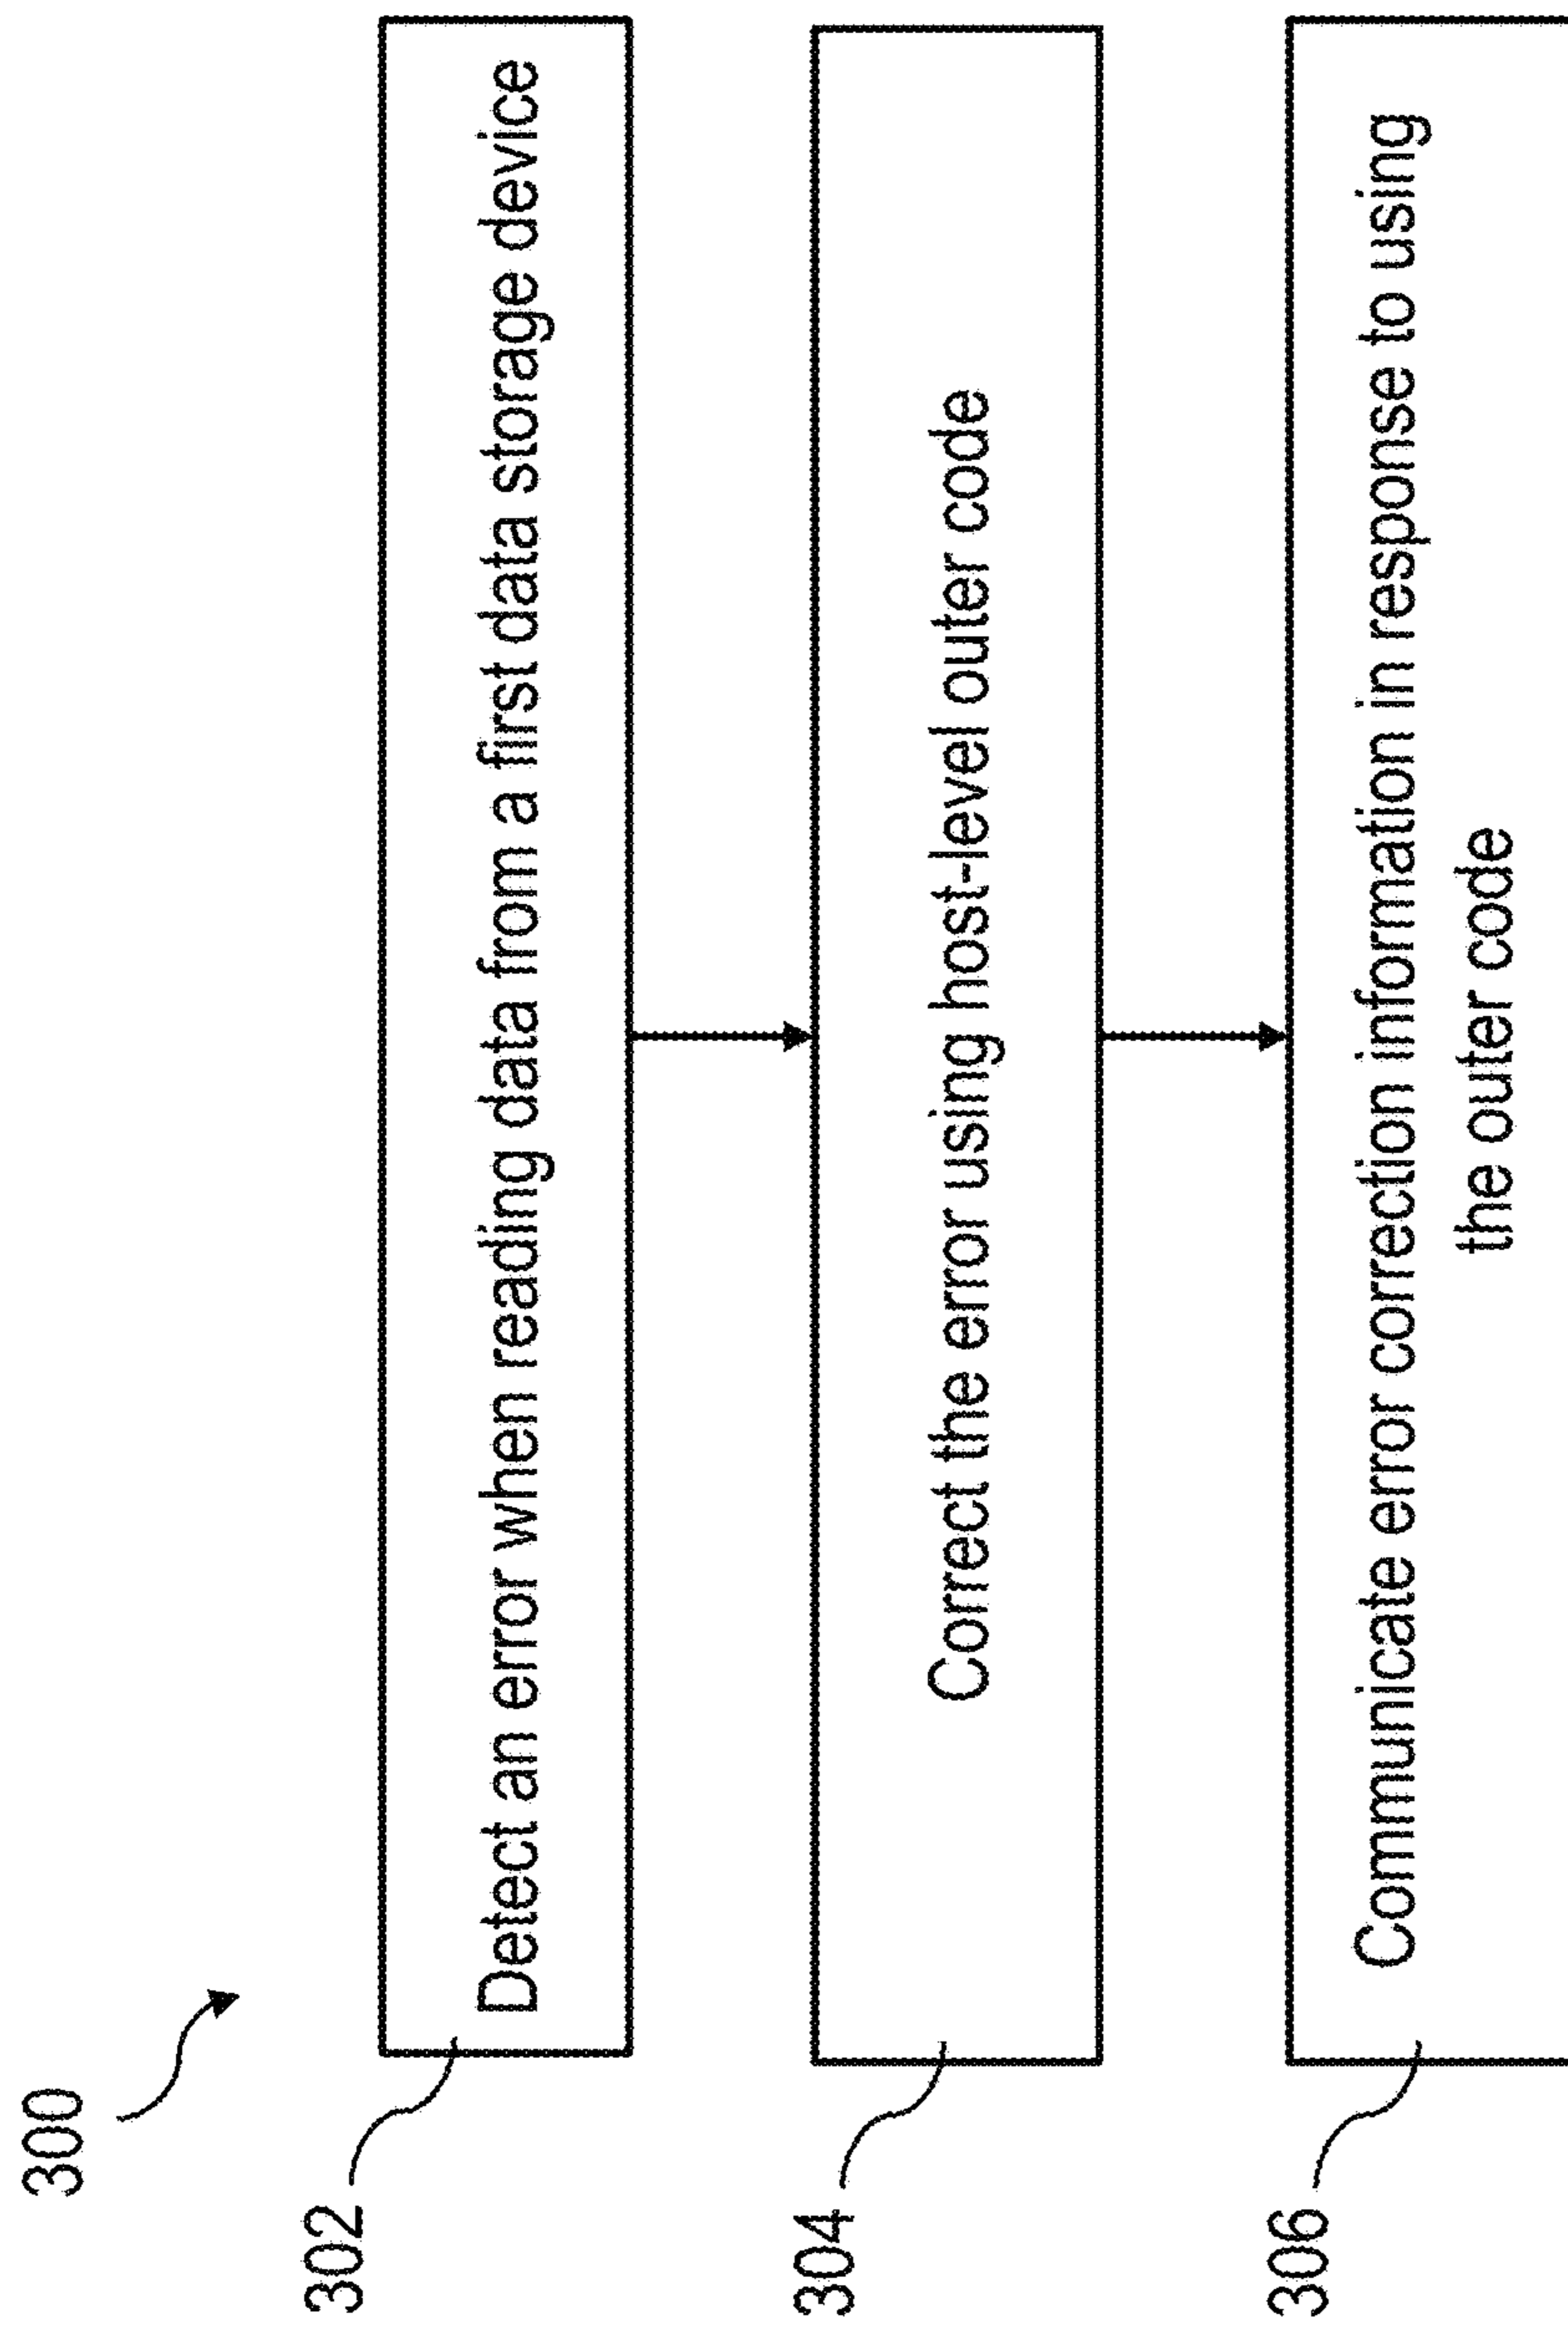 300
302
Detect an error when reading data from a first data storage device
304
Correct the error using host-level outer code
306
Communicate error correction information in response to using
the outer code